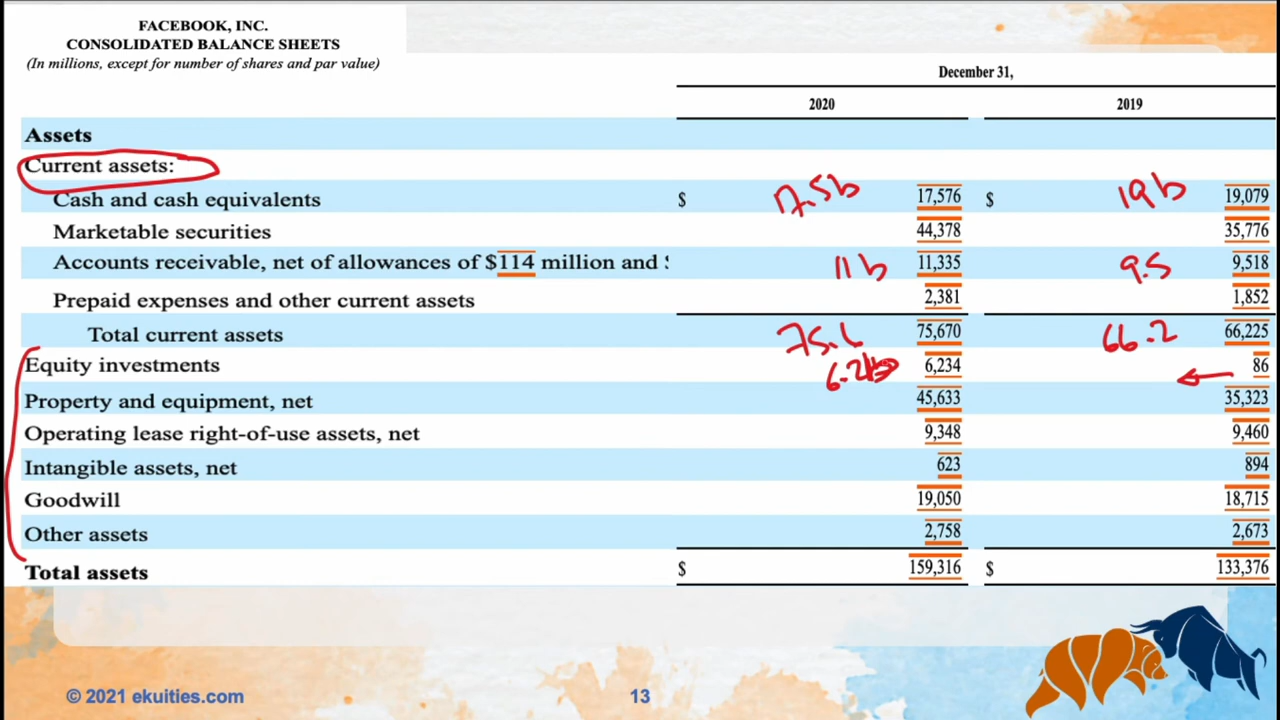 FACEBOOK, INC.
CONSOLIDATED BALANCE SHEETS
(In millions, except for number of shares and par value)
December 31,
2020 2019
Assets
Current assets:
Cash and cash equivalents $ 17.5b 17,576 $ 19b 19,079
Marketable securities 44,378 35,776
Accounts receivable, net of allowances of $114 million and $ 11b 11,335 9.5 9,518
Prepaid expenses and other current assets 2,381 1,852
Total current assets 75.6 75,670 66.2 66,225
Equity investments 6.2b 6,234 86
Property and equipment, net 45,633 35,323
Operating lease right-of-use assets, net 9,348 9,460
Intangible assets, net 623 894
Goodwill 19,050 18,715
Other assets 2,758 2,673
Total assets $ 159,316 $ 133,376
© 2021 ekuities.com 13